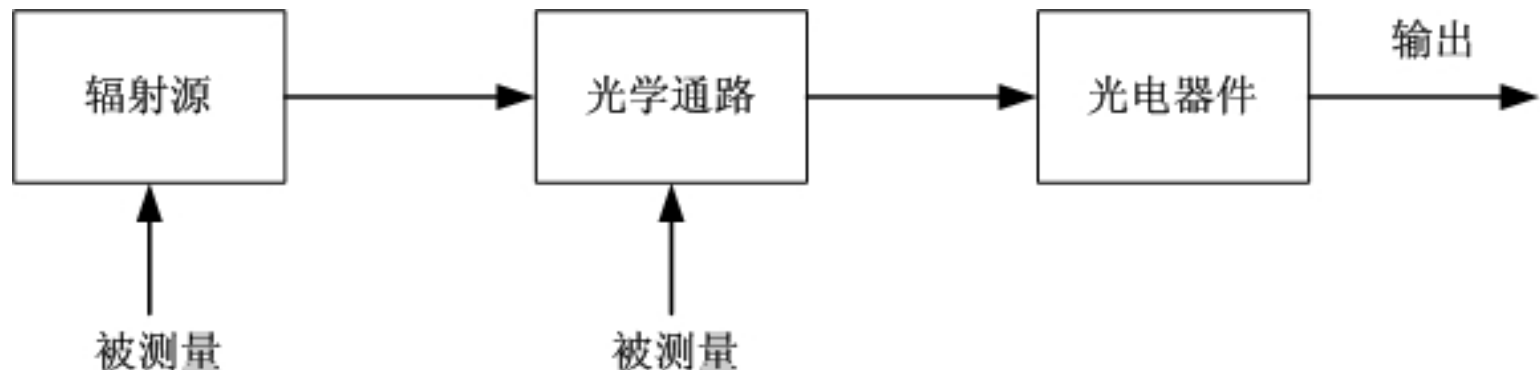 输出
辐射源
光学通路
光电器件
被测量
被测量